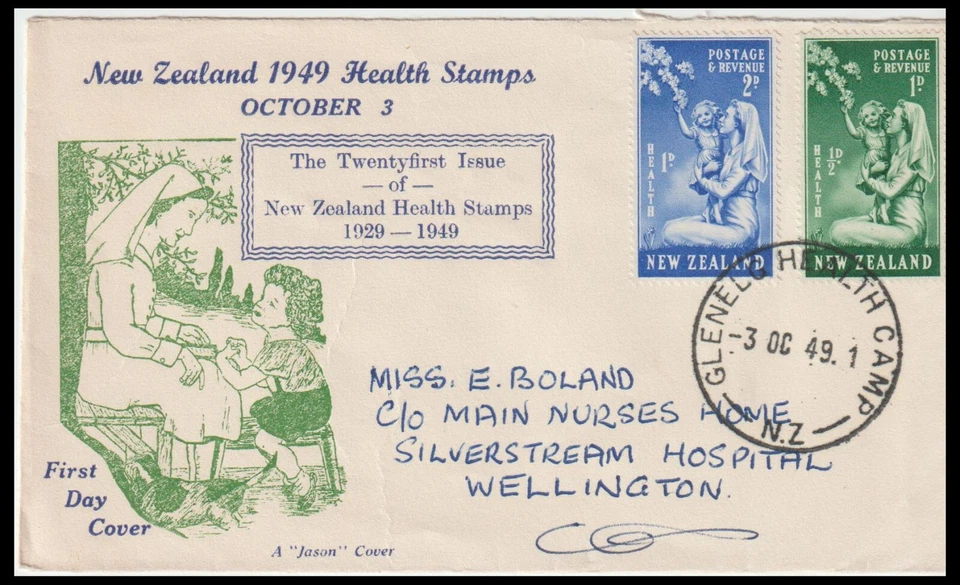 New Zealand 1949 Health Stamps
OCTOBER 3
The Twentyfirst Issue
— of —
New Zealand Health Stamps
1929 — 1949
POSTAGE
& REVENUE
2D
HEALTH
1D
NEW ZEALAND
POSTAGE
& REVENUE
1D
HEALTH
½D
NEW ZEALAND
GLENELG HEALTH CAMP
-3 OC 49.1
N.Z
MISS. E. BOLAND
C/O MAIN NURSES HOME
SILVERSTREAM HOSPITAL
WELLINGTON.
First
Day
Cover
A "Jason" Cover